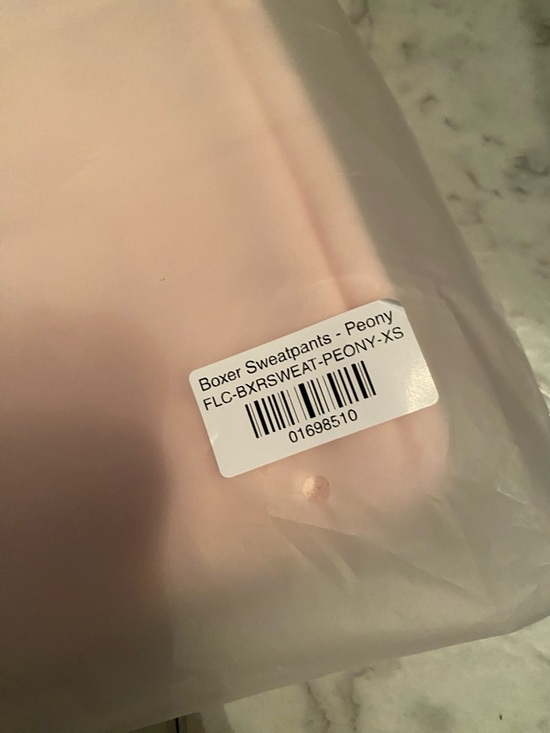 Boxer Sweatpants - Peony
FLC-BXRSWEAT-PEONY-XS
01698510